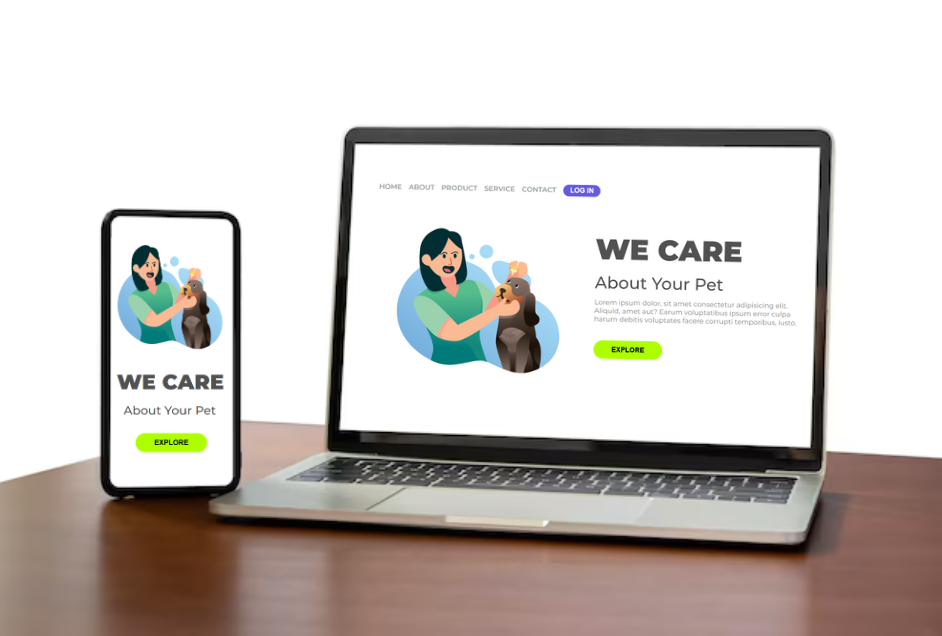 WE CARE
About Your Pet
EXPLORE
HOME ABOUT PRODUCT SERVICE CONTACT LOG IN
WE CARE
About Your Pet
Lorem ipsum dolor, sit amet consectetur adipisicing elit.
Aliquid, amet aut? Earum voluptatibus ipsum error culpa
harum debitis voluptates facere corrupti temporibus, iusto.
EXPLORE